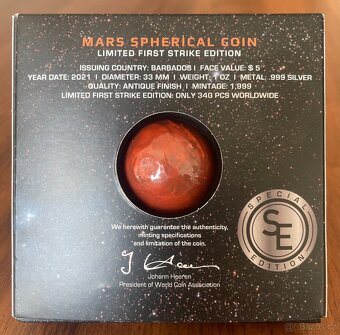 MARS SPHERICAL COIN
LIMITED FIRST STRIKE EDITION
ISSUING COUNTRY: BARBADOS | FACE VALUE: $ 5
YEAR DATE: 2021 | DIAMETER: 33 MM | WEIGHT: 1 OZ | METAL: .999 SILVER
QUALITY: ANTIQUE FINISH | MINTAGE: 1,999
LIMITED FIRST STRIKE EDITION: ONLY 340 PCS WORLDWIDE
We herewith guarantee the authenticity,
minting specifications
and limitation of the coin.
Johann Heeren
President of World Coin Association
SPECIAL
SE
EDITION